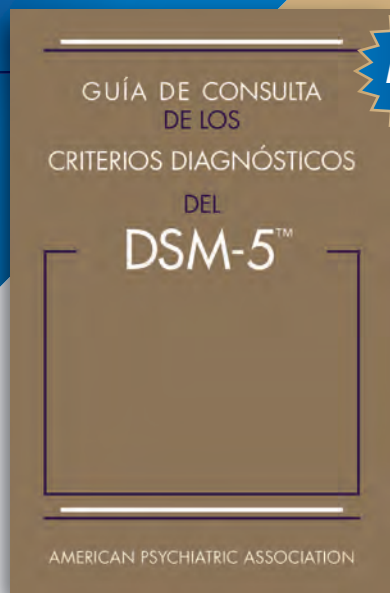 GUÍA DE CONSULTA
DE LOS
CRITERIOS DIAGNÓSTICOS
DEL
DSM-5™
AMERICAN PSYCHIATRIC ASSOCIATION